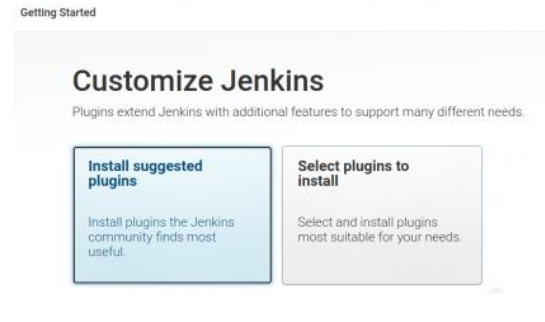 Getting Started
Customize Jenkins
Plugins extend Jenkins with additional features to support many different needs.
Install suggested
plugins
Install plugins the Jenkins
community finds most
useful.
Select plugins to
install
Select and install plugins
most suitable for your needs.